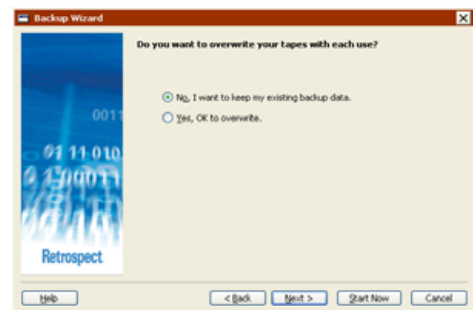 Backup Wizard
Do you want to overwrite your tapes with each use?
No, I want to keep my existing backup data.
Yes, OK to overwrite.
0011
01 11 010
Retrospect
Help
< Back
Next >
Start Now
Cancel